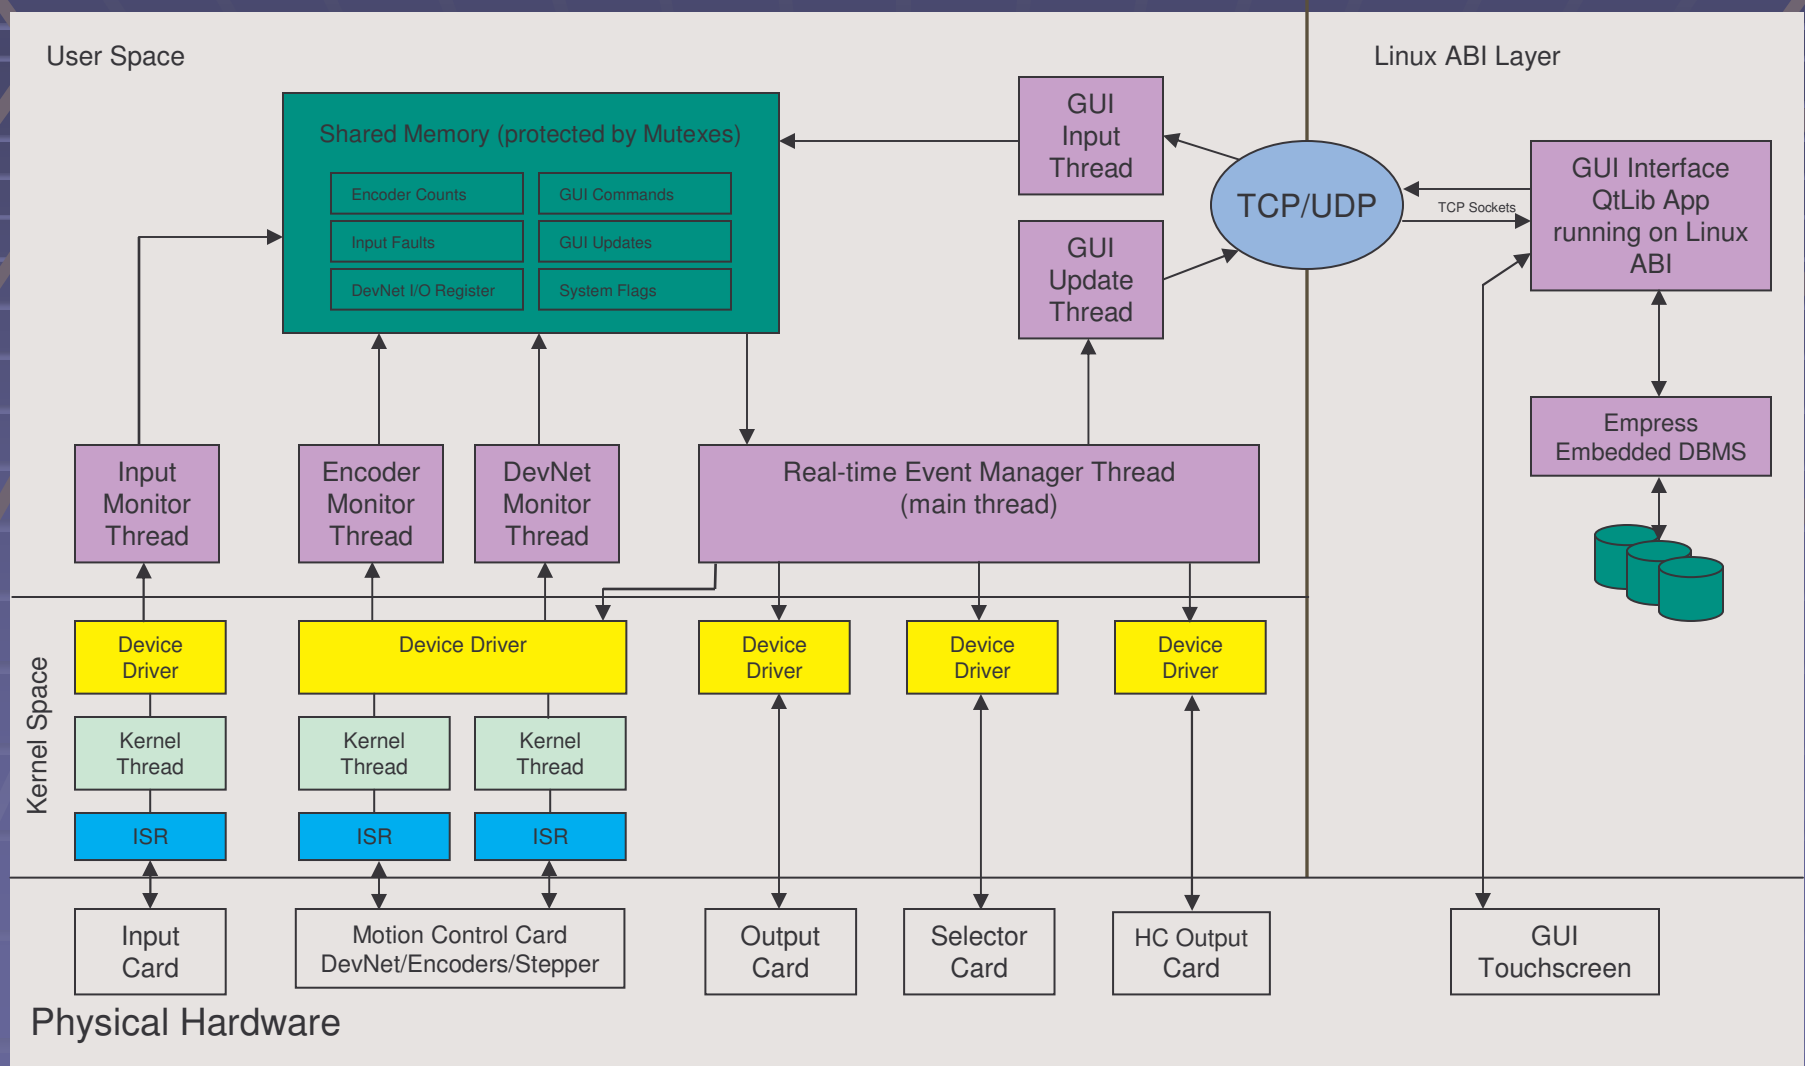 User Space
Linux ABI Layer
Shared Memory (protected by Mutexes)
Encoder Counts
GUI Commands
Input Faults
GUI Updates
DevNet I/O Register
System Flags
GUI
Input
Thread
GUI
Update
Thread
TCP/UDP
TCP Sockets
GUI Interface
QtLib App
running on Linux
ABI
Empress
Embedded DBMS
Input
Monitor
Thread
Encoder
Monitor
Thread
DevNet
Monitor
Thread
Real-time Event Manager Thread
(main thread)
Kernel Space
Device
Driver
Device Driver
Device
Driver
Device
Driver
Device
Driver
Kernel
Thread
Kernel
Thread
Kernel
Thread
ISR
ISR
ISR
Input
Card
Motion Control Card
DevNet/Encoders/Stepper
Output
Card
Selector
Card
HC Output
Card
GUI
Touchscreen
Physical Hardware